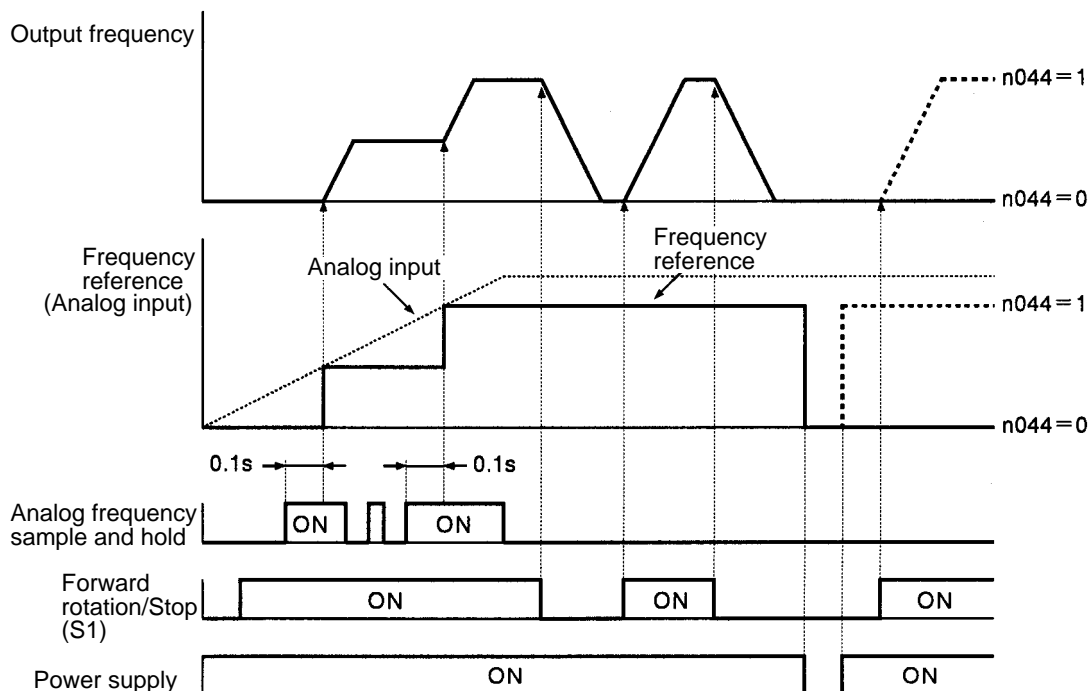 Output frequency
n044=1
n044=0
Frequency
reference
(Analog input)
Analog input
Frequency
reference
n044=1
n044=0
0.1s
0.1s
Analog frequency
sample and hold
ON
ON
Forward
rotation/Stop
(S1)
ON
ON
ON
Power supply
ON
ON